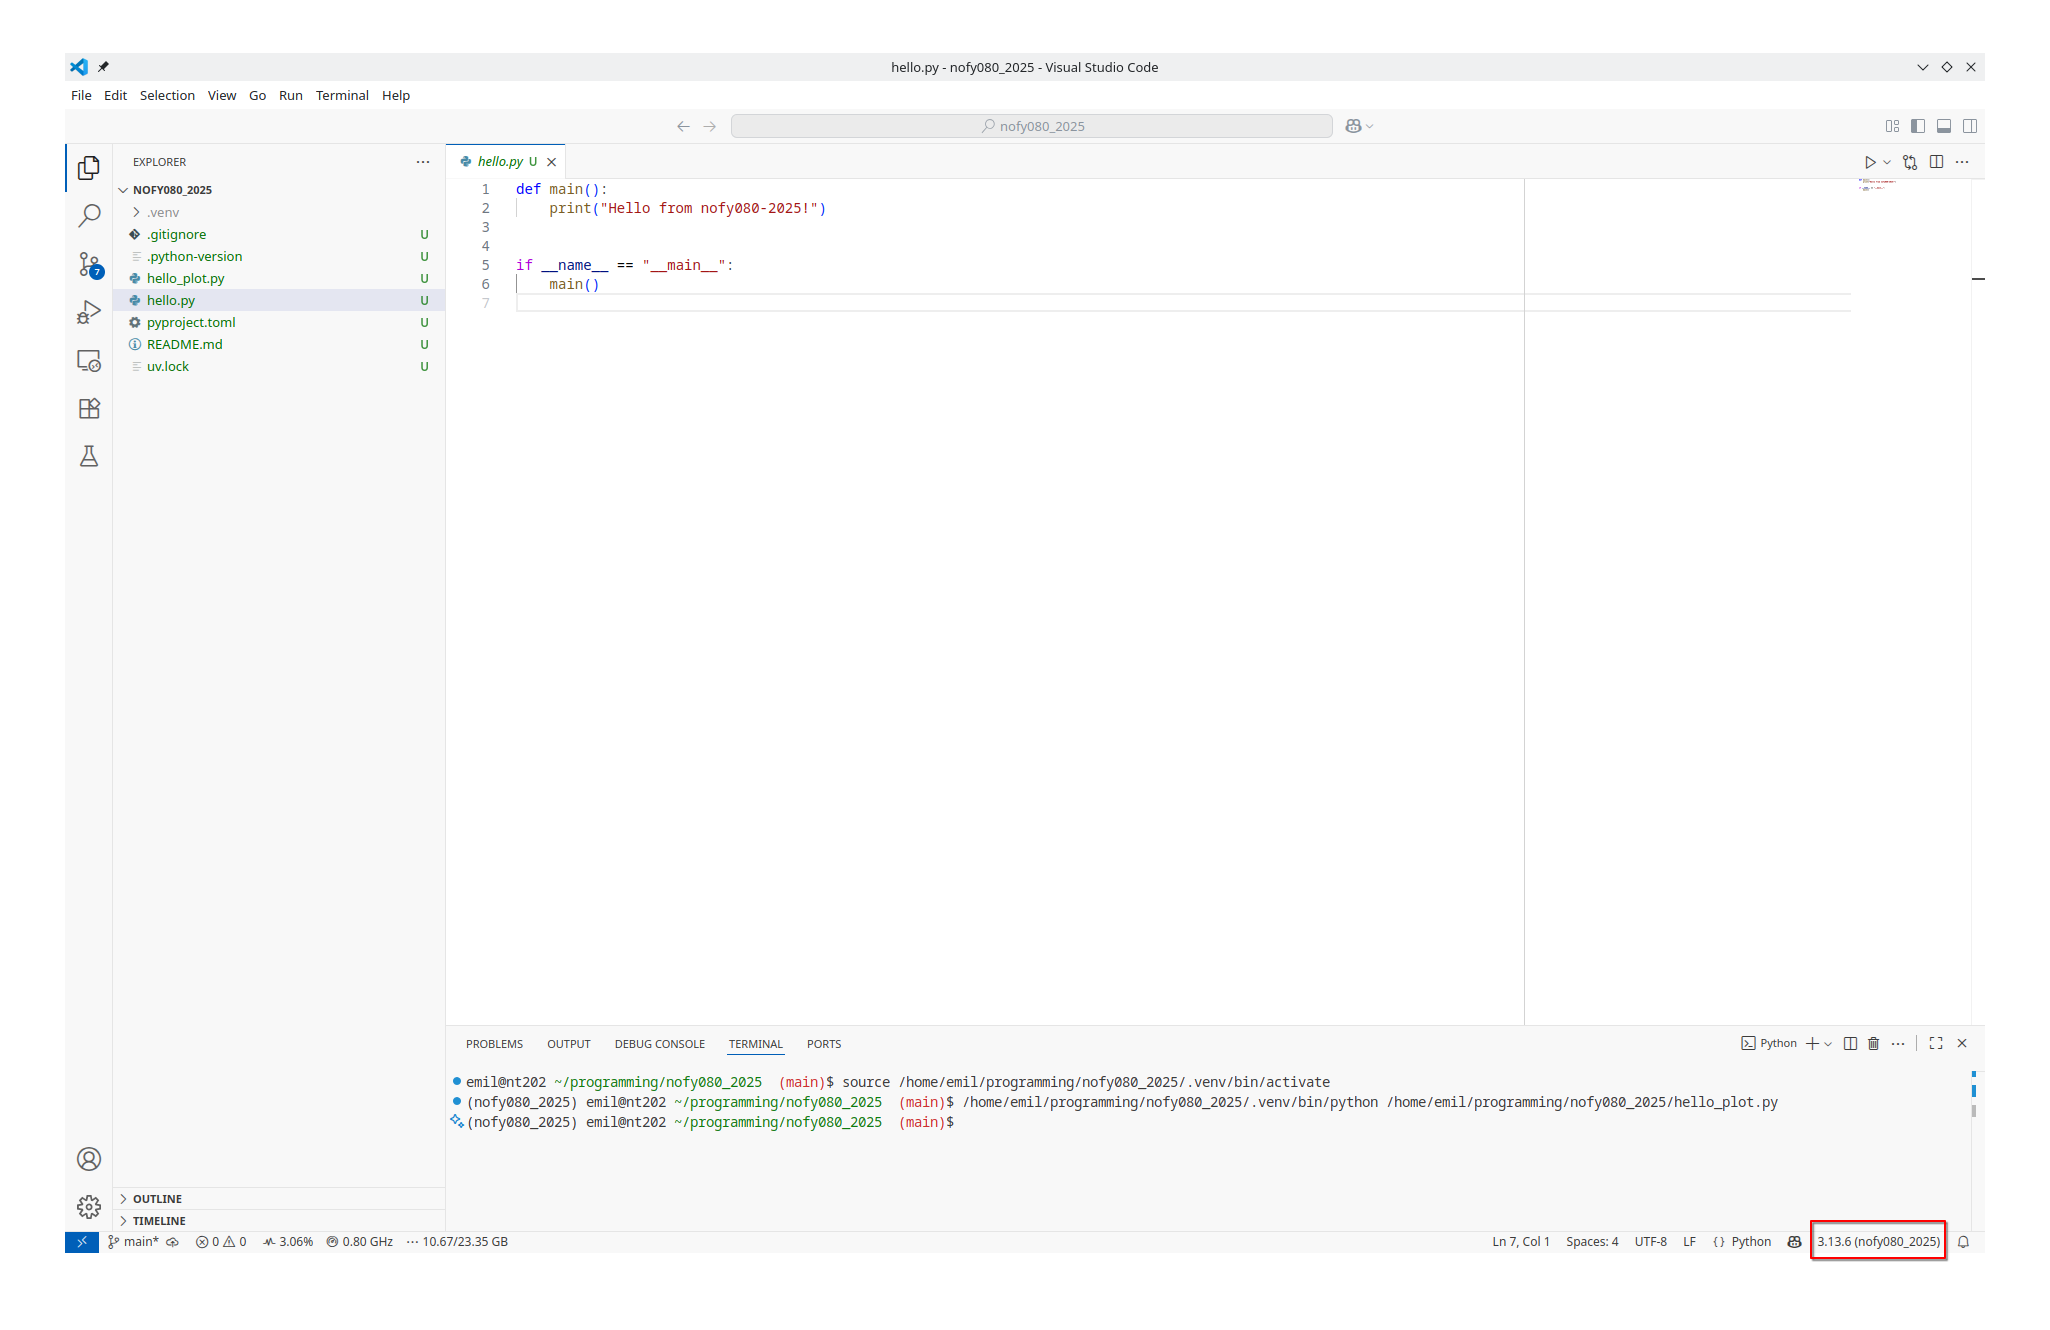 hello.py - nofy080_2025 - Visual Studio Code
File Edit Selection View Go Run Terminal Help
nofy080_2025
EXPLORER
NOFY080_2025
.venv
.gitignore U
.python-version U
hello_plot.py U
hello.py U
pyproject.toml U
README.md U
uv.lock U
7
OUTLINE
TIMELINE
hello.py U
1 def main():
2 print("Hello from nofy080-2025!")
3
4
5 if __name__ == "__main__":
6 main()
7
PROBLEMS OUTPUT DEBUG CONSOLE TERMINAL PORTS
Python
emil@nt202 ~/programming/nofy080_2025 (main)$ source /home/emil/programming/nofy080_2025/.venv/bin/activate
(nofy080_2025) emil@nt202 ~/programming/nofy080_2025 (main)$ /home/emil/programming/nofy080_2025/.venv/bin/python /home/emil/programming/nofy080_2025/hello_plot.py
(nofy080_2025) emil@nt202 ~/programming/nofy080_2025 (main)$
main* 0 0 3.06% 0.80 GHz ··· 10.67/23.35 GB Ln 7, Col 1 Spaces: 4 UTF-8 LF {} Python 3.13.6 (nofy080_2025)